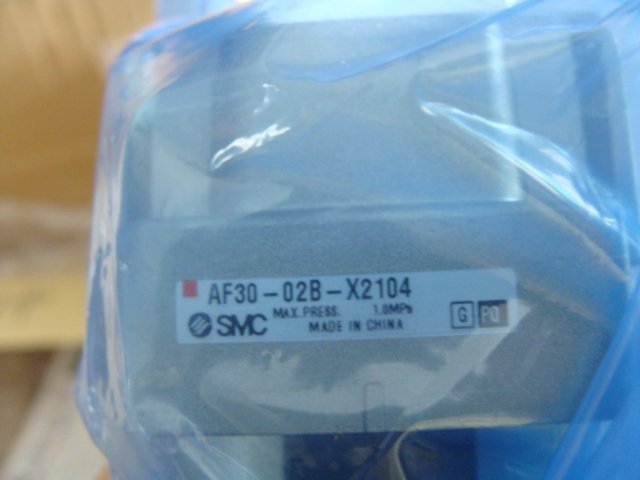 AF30-02B-X2104
SMC MAX.PRESS. 1.0MPa
MADE IN CHINA
G PQ